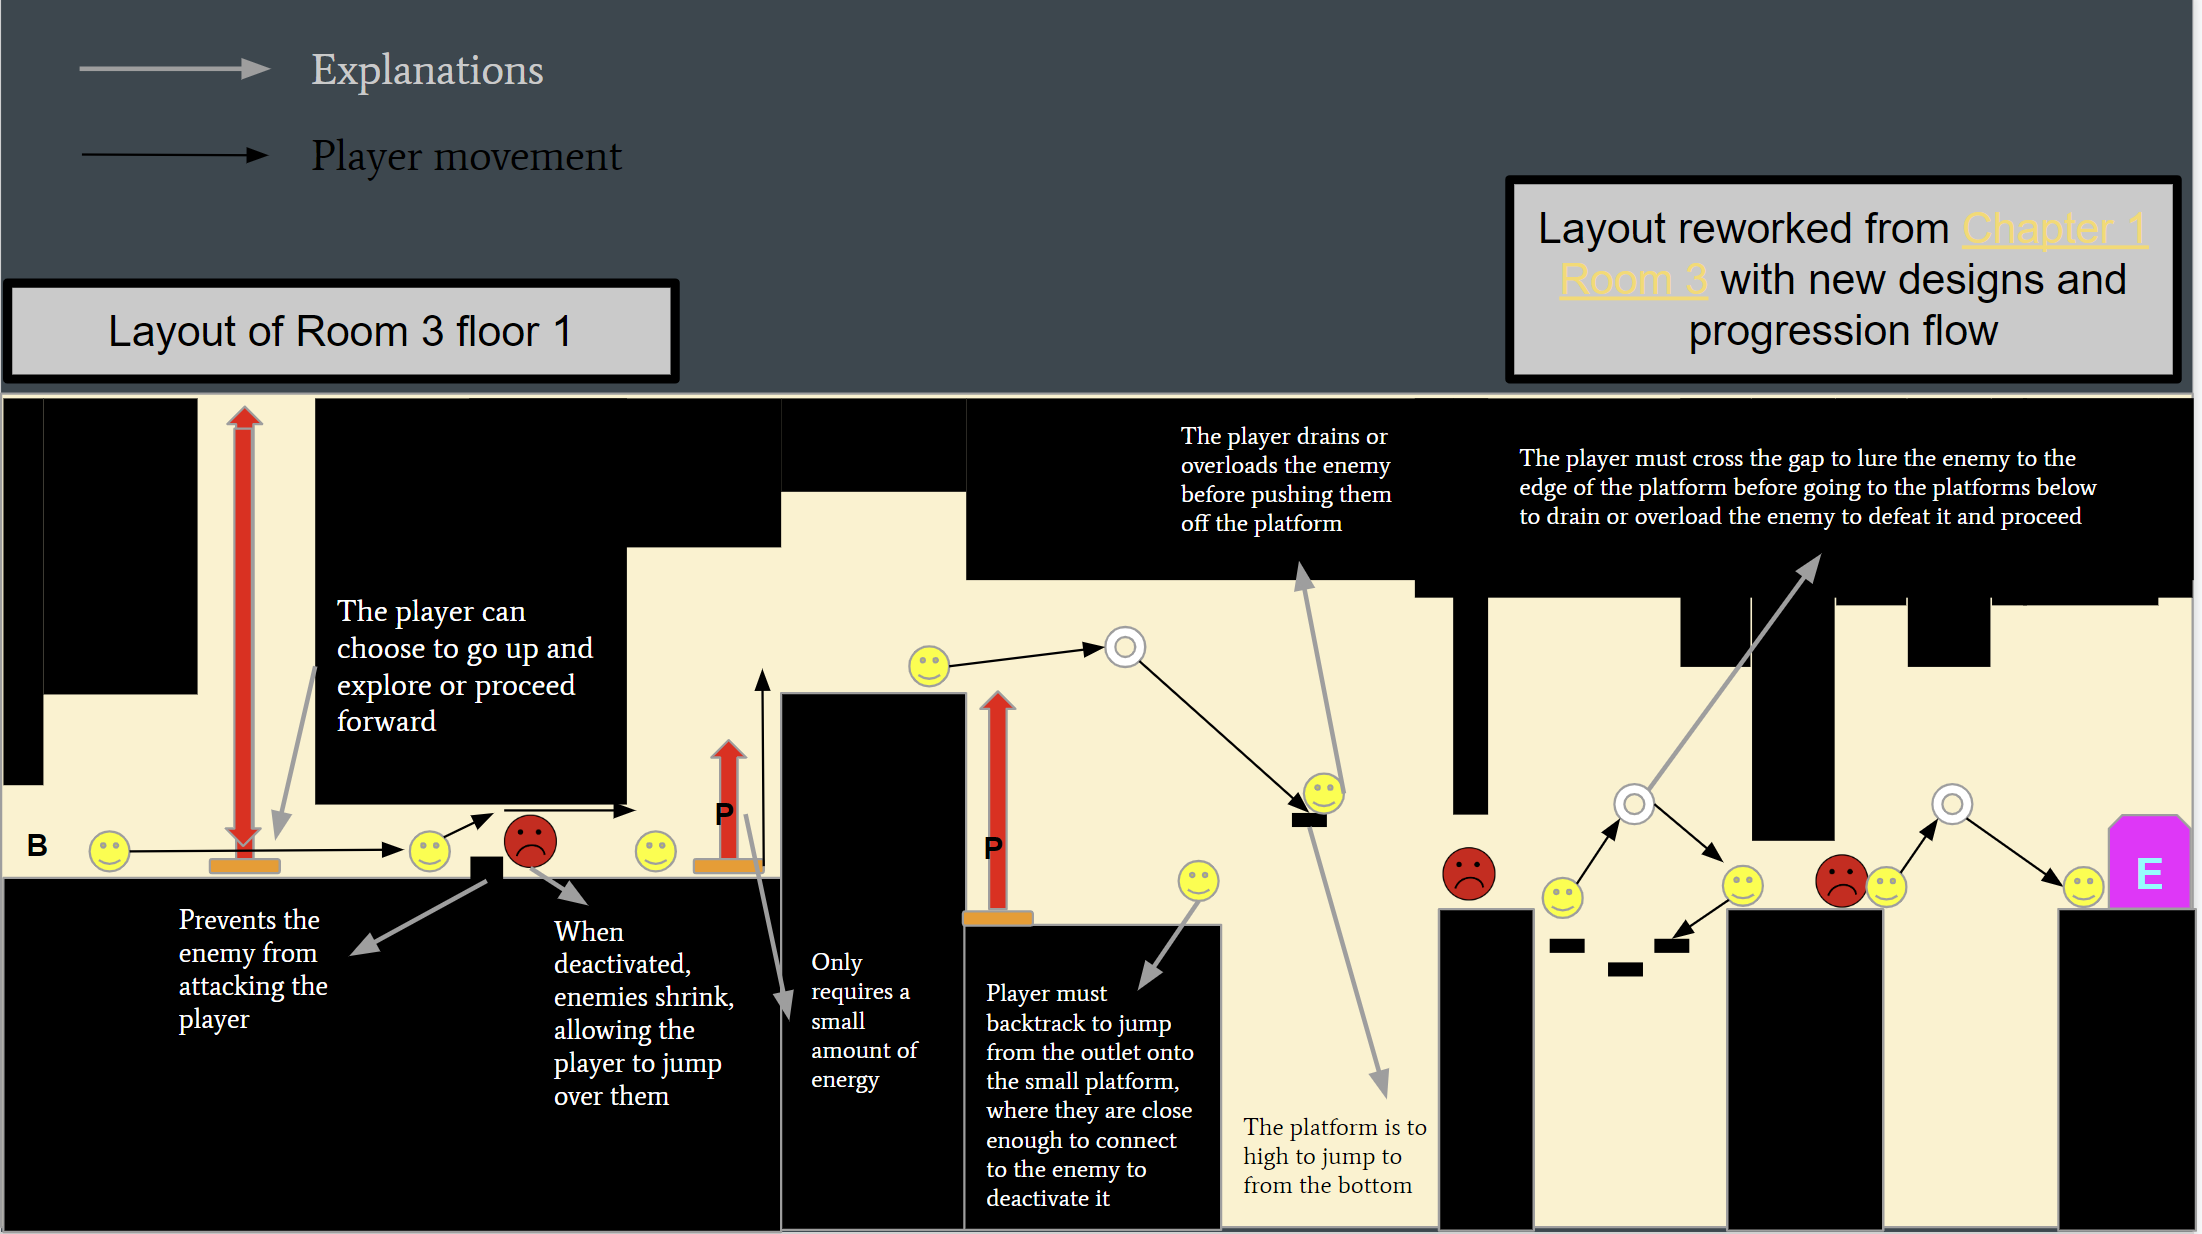 Explanations
Player movement
Layout reworked from Chapter 1
Room 3 with new designs and
progression flow
Layout of Room 3 floor 1
The player drains or
overloads the enemy
before pushing them
off the platform
The player must cross the gap to lure the enemy to the
edge of the platform before going to the platforms below
to drain or overload the enemy to defeat it and proceed
The player can
choose to go up and
explore or proceed
forward
B
P
P
E
Prevents the
enemy from
attacking the
player
When
deactivated,
enemies shrink,
allowing the
player to jump
over them
Only
requires a
small
amount of
energy
Player must
backtrack to jump
from the outlet onto
the small platform,
where they are close
enough to connect
to the enemy to
deactivate it
The platform is to
high to jump to
from the bottom